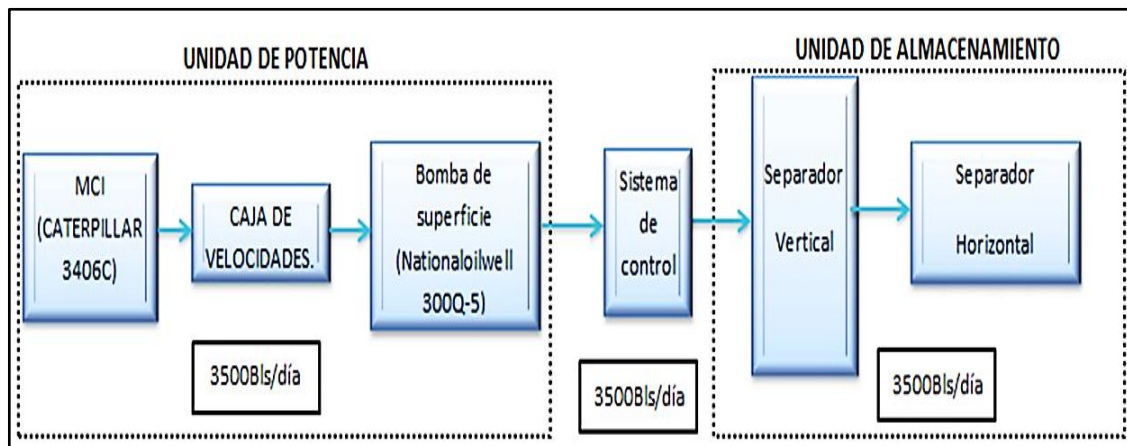 UNIDAD DE POTENCIA
UNIDAD DE ALMACENAMIENTO
MCI
(CATERPILLAR
3406C)
CAJA DE
VELOCIDADES.
Bomba de
superficie
(Nationaloilwell
300Q-5)
Sistema
de
control
Separador
Vertical
Separador
Horizontal
3500Bls/día
3500Bls/día
3500Bls/día